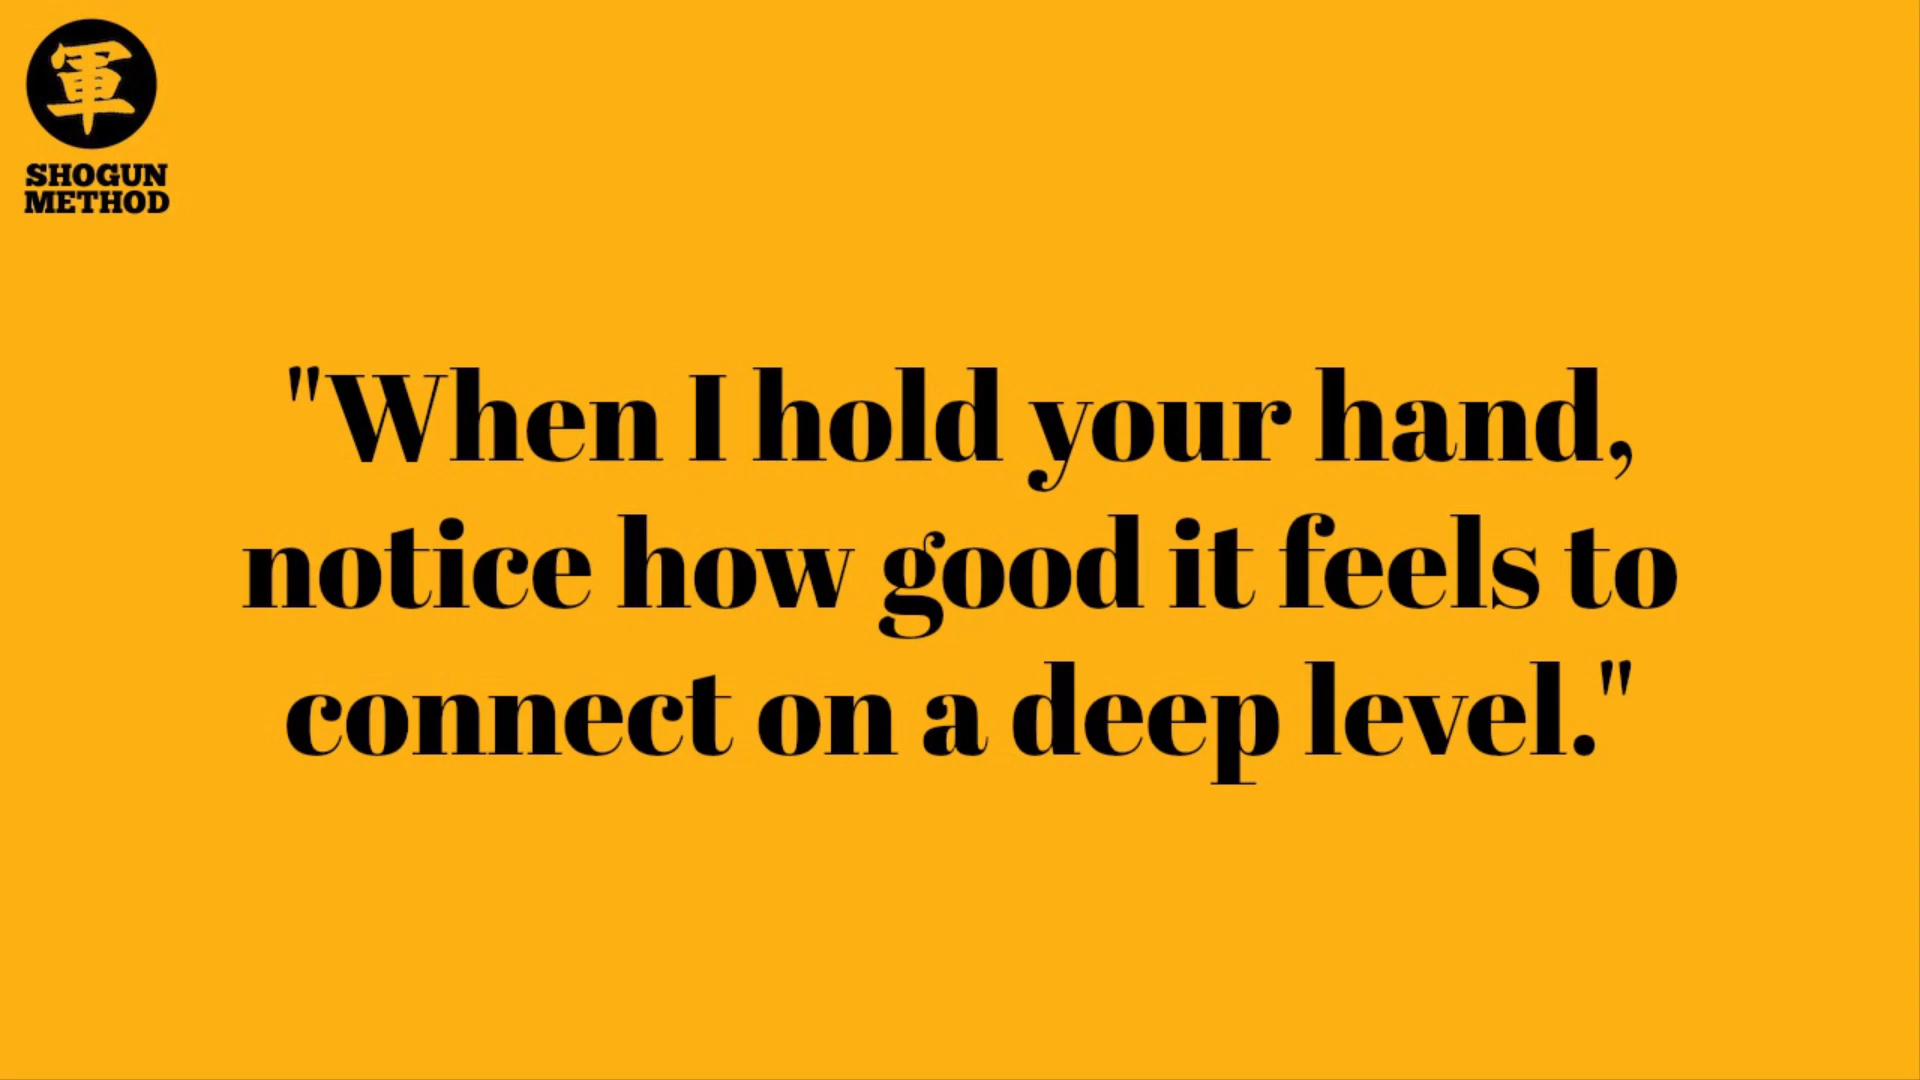 軍
SHOGUN
METHOD
"When I hold your hand,
notice how good it feels to
connect on a deep level."